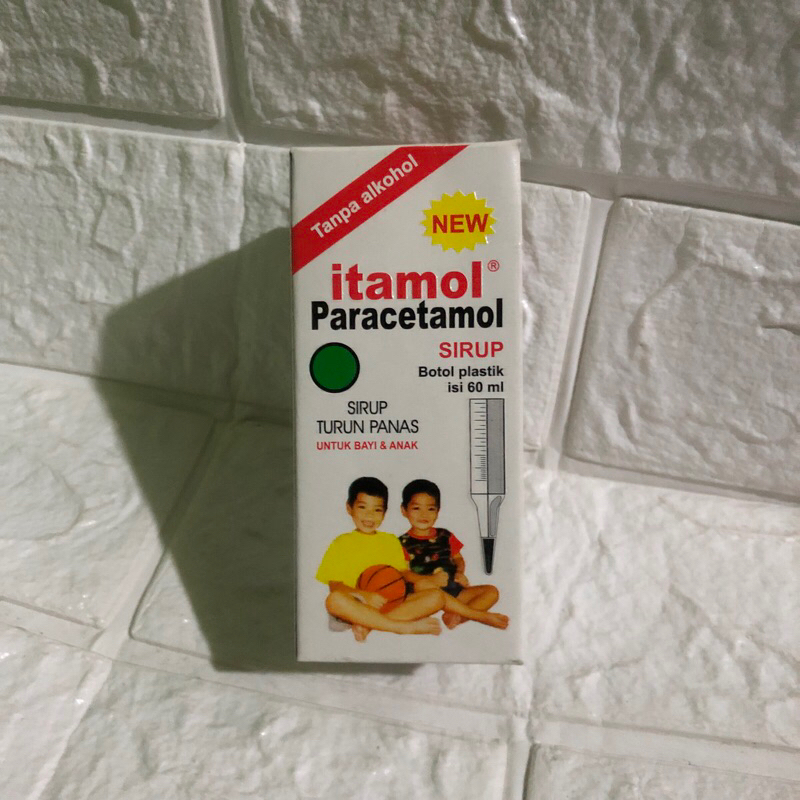 Tanpa alkohol
NEW
itamol®
Paracetamol
SIRUP
Botol plastik
isi 60 ml
SIRUP
TURUN PANAS
UNTUK BAYI & ANAK